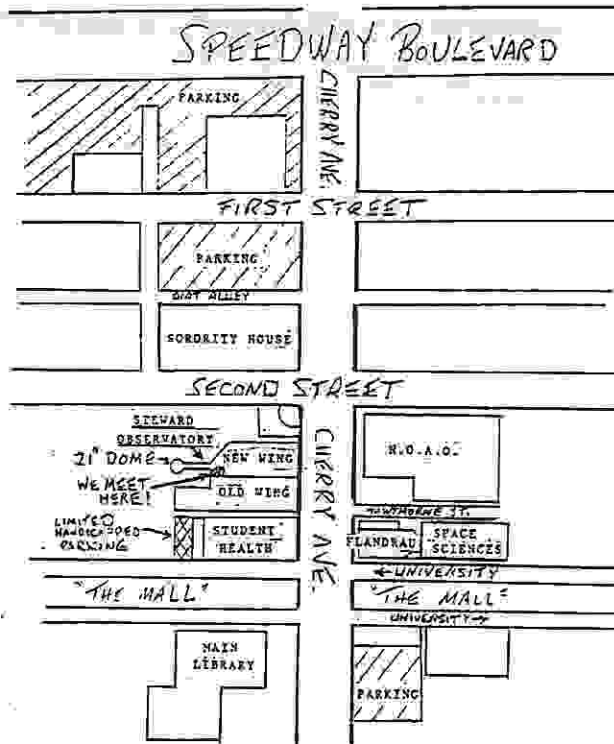 SPEEDWAY BOULEVARD
PARKING
CHERRY AVE.
FIRST STREET
PARKING
DIRT ALLEY
SORORITY HOUSE
SECOND STREET
STEWARD
OBSERVATORY
21" DOME
NEW WING
WE MEET
HERE!
OLD WING
CHERRY AVE.
N.O.A.O.
HAWTHORNE ST.
LIMITED
HANDICAPPED
PARKING
STUDENT
HEALTH
FLANDRAU
SPACE
SCIENCES
UNIVERSITY
"THE MALL"
"THE MALL"
UNIVERSITY
MAIN
LIBRARY
PARKING